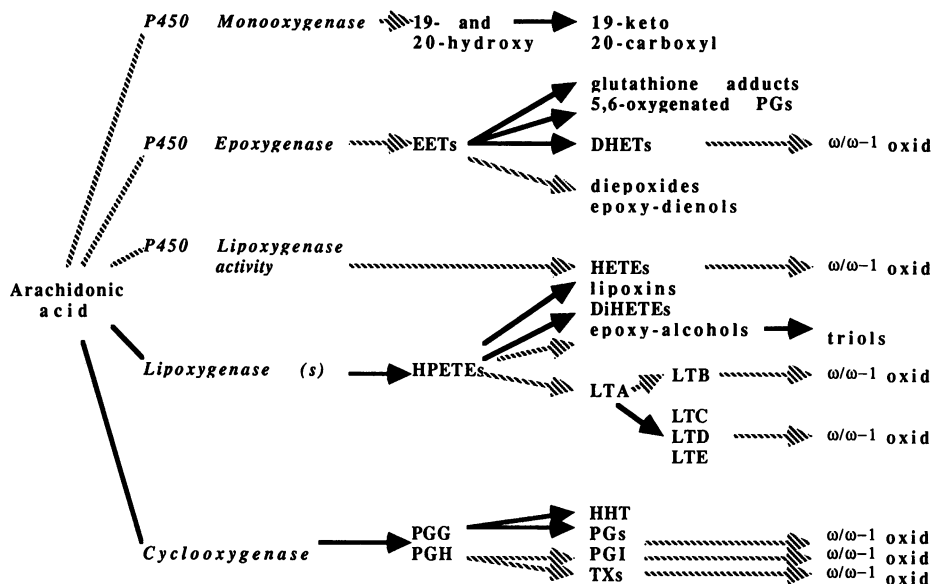 P450 Monooxygenase 19- and 19-keto
20-hydroxy 20-carboxyl
glutathione adducts
5,6-oxygenated PGs
P450 Epoxygenase EETs DHETs ω/ω-1 oxid
diepoxides
epoxy-dienols
P450 Lipoxygenase
activity
HETEs ω/ω-1 oxid
lipoxins
Arachidonic
acid
DiHETEs
epoxy-alcohols triols
Lipoxygenase (s) HPETEs
LTA LTB ω/ω-1 oxid
LTC
LTD ω/ω-1 oxid
LTE
HHT
Cyclooxygenase PGG PGs ω/ω-1 oxid
PGH PGI ω/ω-1 oxid
TXs ω/ω-1 oxid